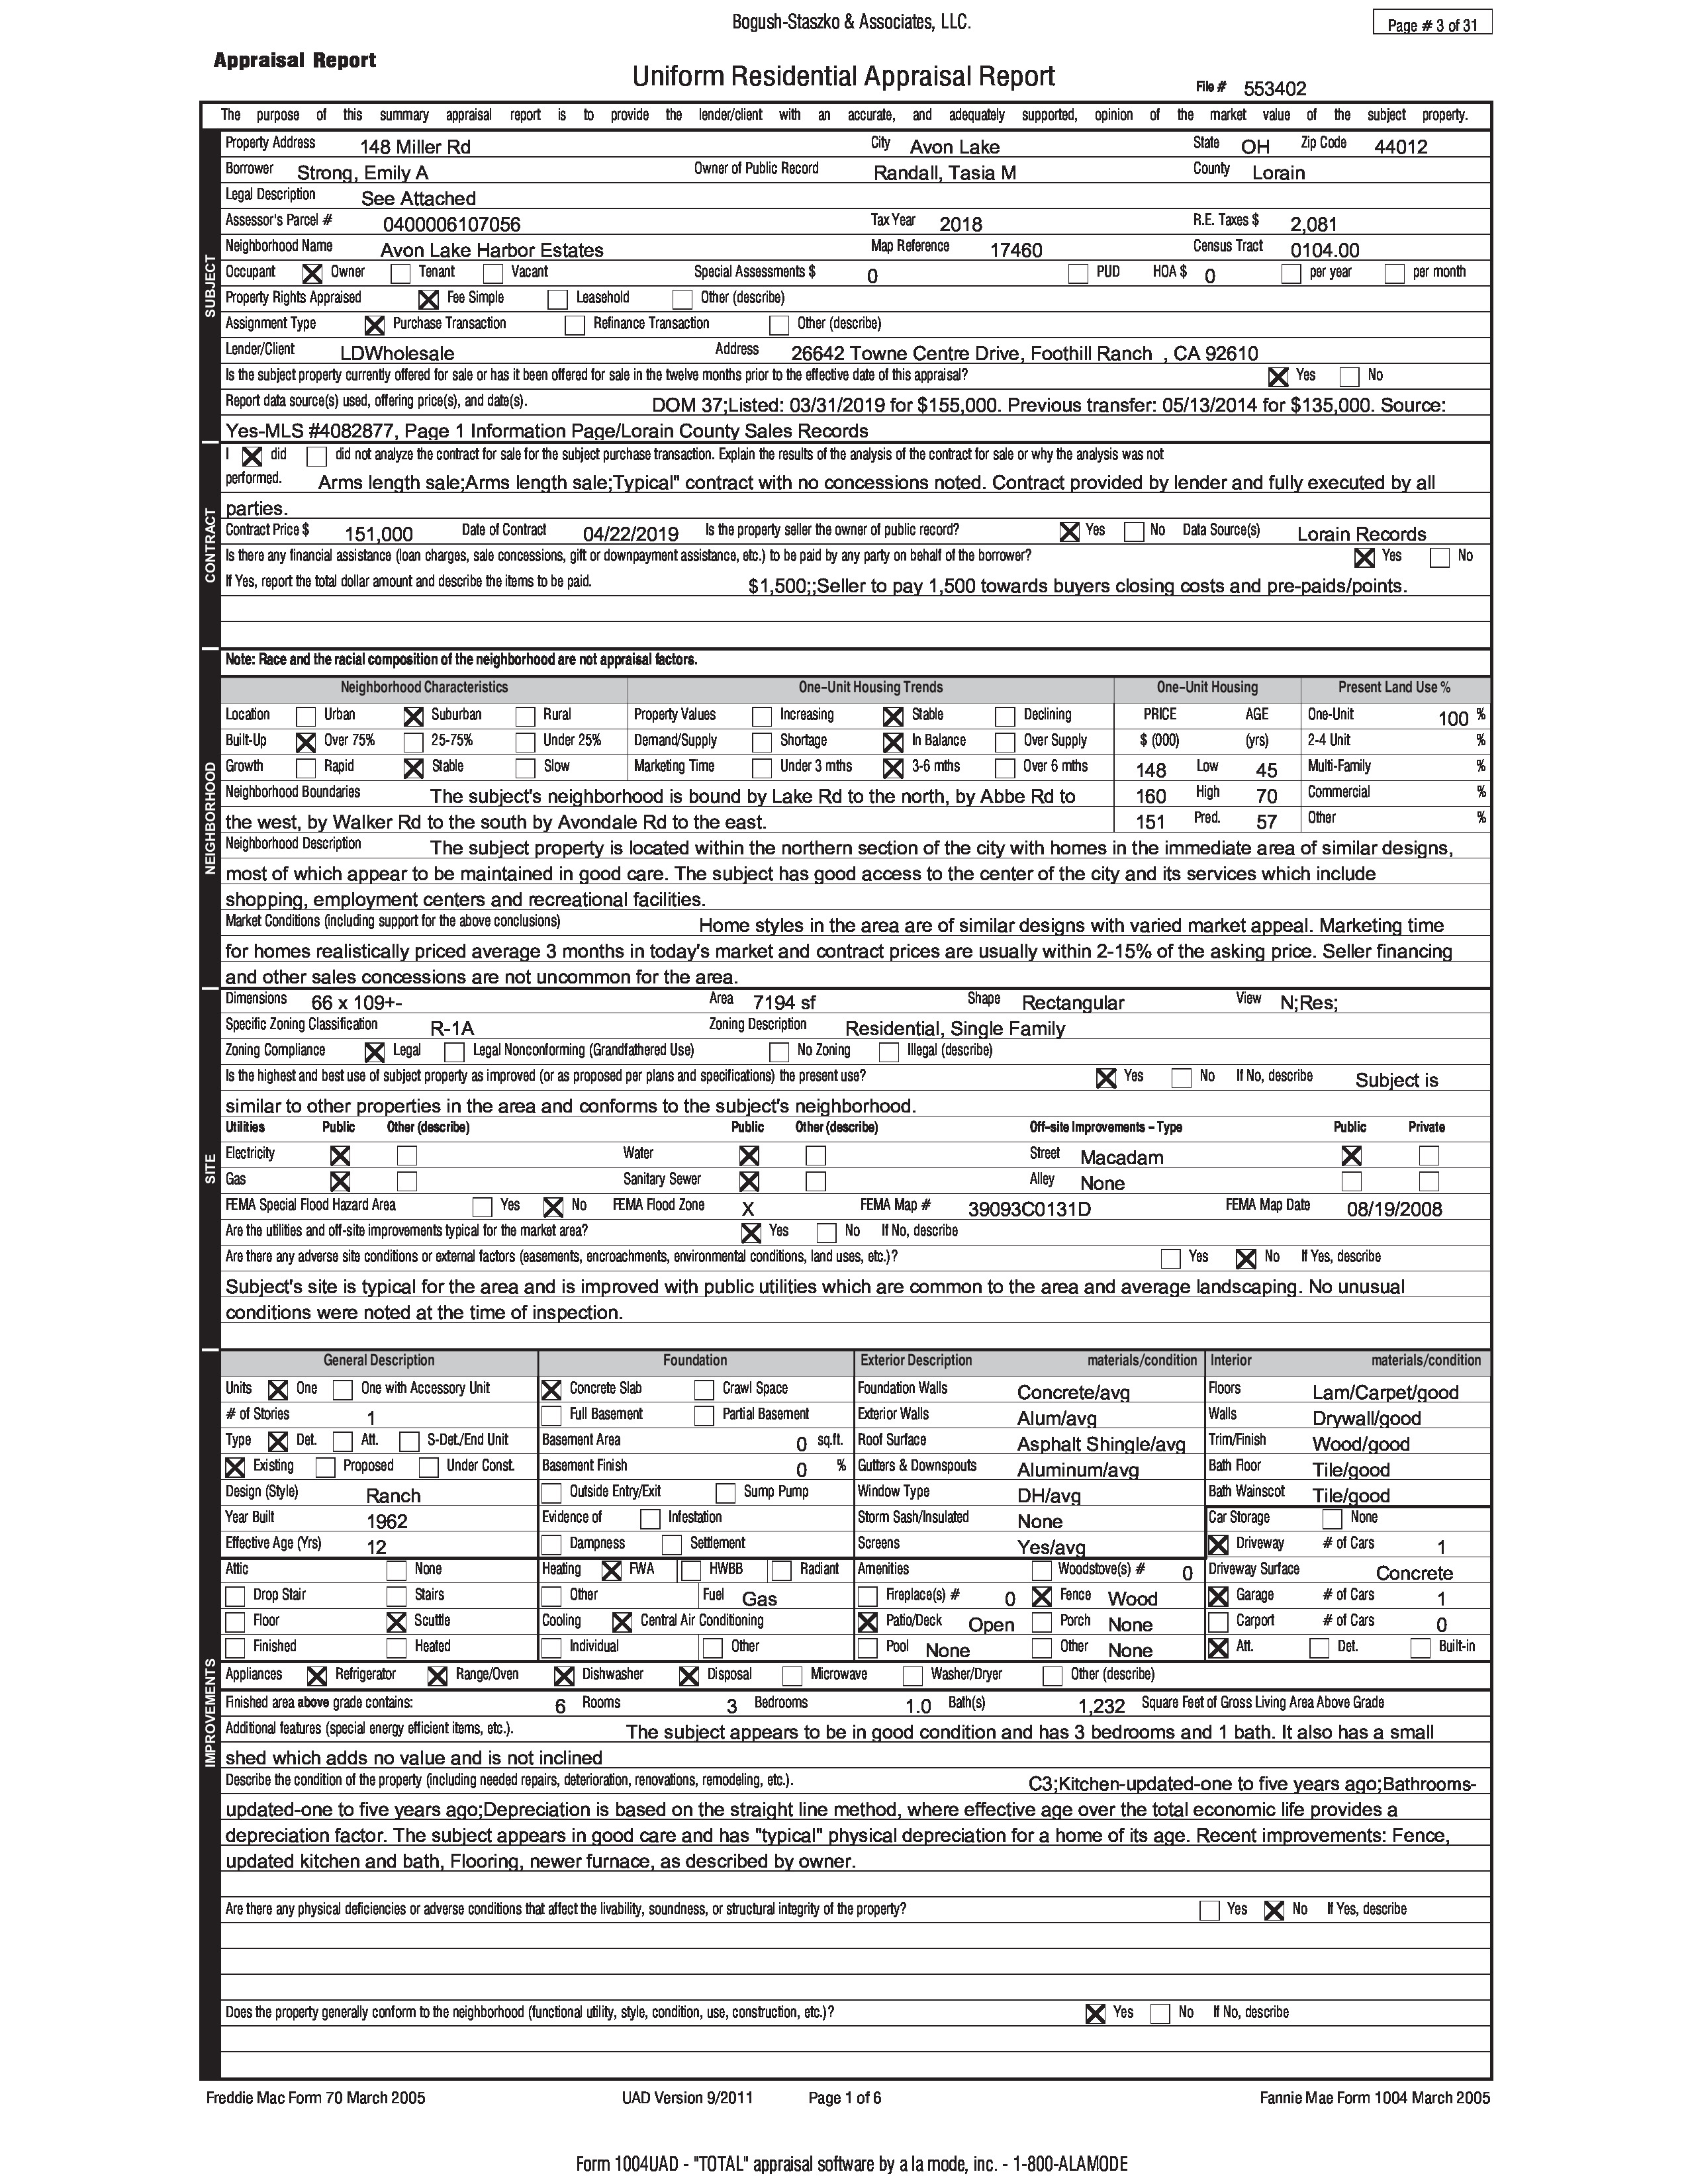 Bogush-Staszko & Associates, LLC.
Page # 3 of 31
Appraisal Report
Uniform Residential Appraisal Report
File # 553402
The purpose of this summary appraisal report is to provide the lender/client with an accurate, and adequately supported, opinion of the market value of the subject property.
SUBJECT
Property Address 148 Miller Rd City Avon Lake State OH Zip Code 44012
Borrower Strong, Emily A Owner of Public Record Randall, Tasia M County Lorain
Legal Description See Attached
Assessor's Parcel # 0400006107056 Tax Year 2018 R.E. Taxes $ 2,081
Neighborhood Name Avon Lake Harbor Estates Map Reference 17460 Census Tract 0104.00
Occupant X Owner Tenant Vacant Special Assessments $ 0 PUD HOA $ 0 per year per month
Property Rights Appraised X Fee Simple Leasehold Other (describe)
Assignment Type X Purchase Transaction Refinance Transaction Other (describe)
Lender/Client LDWholesale Address 26642 Towne Centre Drive, Foothill Ranch , CA 92610
Is the subject property currently offered for sale or has it been offered for sale in the twelve months prior to the effective date of this appraisal? X Yes No
Report data source(s) used, offering price(s), and date(s). DOM 37;Listed: 03/31/2019 for $155,000. Previous transfer: 05/13/2014 for $135,000. Source:
Yes-MLS #4082877, Page 1 Information Page/Lorain County Sales Records
CONTRACT
I X did did not analyze the contract for sale for the subject purchase transaction. Explain the results of the analysis of the contract for sale or why the analysis was not
performed. Arms length sale;Arms length sale;Typical" contract with no concessions noted. Contract provided by lender and fully executed by all
parties.
Contract Price $ 151,000 Date of Contract 04/22/2019 Is the property seller the owner of public record? X Yes No Data Source(s) Lorain Records
Is there any financial assistance (loan charges, sale concessions, gift or downpayment assistance, etc.) to be paid by any party on behalf of the borrower? X Yes No
If Yes, report the total dollar amount and describe the items to be paid. $1,500;;Seller to pay 1,500 towards buyers closing costs and pre-paids/points.
NEIGHBORHOOD
Note: Race and the racial composition of the neighborhood are not appraisal factors.
Neighborhood Characteristics One-Unit Housing Trends One-Unit Housing Present Land Use %
Location Urban X Suburban Rural Property Values Increasing X Stable Declining PRICE AGE One-Unit 100 %
Built-Up X Over 75% 25-75% Under 25% Demand/Supply Shortage X In Balance Over Supply $ (000) (yrs) 2-4 Unit %
Growth Rapid X Stable Slow Marketing Time Under 3 mths X 3-6 mths Over 6 mths 148 Low 45 Multi-Family %
Neighborhood Boundaries The subject's neighborhood is bound by Lake Rd to the north, by Abbe Rd to 160 High 70 Commercial %
the west, by Walker Rd to the south by Avondale Rd to the east. 151 Pred. 57 Other %
Neighborhood Description The subject property is located within the northern section of the city with homes in the immediate area of similar designs,
most of which appear to be maintained in good care. The subject has good access to the center of the city and its services which include
shopping, employment centers and recreational facilities.
Market Conditions (including support for the above conclusions) Home styles in the area are of similar designs with varied market appeal. Marketing time
for homes realistically priced average 3 months in today's market and contract prices are usually within 2-15% of the asking price. Seller financing
and other sales concessions are not uncommon for the area.
SITE
Dimensions 66 x 109+- Area 7194 sf Shape Rectangular View N;Res;
Specific Zoning Classification R-1A Zoning Description Residential, Single Family
Zoning Compliance X Legal Legal Nonconforming (Grandfathered Use) No Zoning Illegal (describe)
Is the highest and best use of subject property as improved (or as proposed per plans and specifications) the present use? X Yes No If No, describe Subject is
similar to other properties in the area and conforms to the subject's neighborhood.
Utilities Public Other (describe) Public Other (describe) Off-site Improvements - Type Public Private
Electricity X Water X Street Macadam X
Gas X Sanitary Sewer X Alley None
FEMA Special Flood Hazard Area Yes X No FEMA Flood Zone X FEMA Map # 39093C0131D FEMA Map Date 08/19/2008
Are the utilities and off-site improvements typical for the market area? X Yes No If No, describe
Are there any adverse site conditions or external factors (easements, encroachments, environmental conditions, land uses, etc.)? Yes X No If Yes, describe
Subject's site is typical for the area and is improved with public utilities which are common to the area and average landscaping. No unusual
conditions were noted at the time of inspection.
IMPROVEMENTS
General Description Foundation Exterior Description materials/condition Interior materials/condition
Units X One One with Accessory Unit X Concrete Slab Crawl Space Foundation Walls Concrete/avg Floors Lam/Carpet/good
# of Stories 1 Full Basement Partial Basement Exterior Walls Alum/avg Walls Drywall/good
Type X Det. Att. S-Det./End Unit Basement Area 0 sq.ft. Roof Surface Asphalt Shingle/avg Trim/Finish Wood/good
X Existing Proposed Under Const. Basement Finish 0 % Gutters & Downspouts Aluminum/avg Bath Floor Tile/good
Design (Style) Ranch Outside Entry/Exit Sump Pump Window Type DH/avg Bath Wainscot Tile/good
Year Built 1962 Evidence of Infestation Storm Sash/Insulated None Car Storage None
Effective Age (Yrs) 12 Dampness Settlement Screens Yes/avg X Driveway # of Cars 1
Attic None Heating X FWA HWBB Radiant Amenities Woodstove(s) # 0 Driveway Surface Concrete
Drop Stair Stairs Other Fuel Gas Fireplace(s) # 0 X Fence Wood X Garage # of Cars 1
Floor X Scuttle Cooling X Central Air Conditioning X Patio/Deck Open Porch None Carport # of Cars 0
Finished Heated Individual Other Pool None Other None X Att. Det. Built-in
Appliances X Refrigerator X Range/Oven X Dishwasher X Disposal Microwave Washer/Dryer Other (describe)
Finished area above grade contains: 6 Rooms 3 Bedrooms 1.0 Bath(s) 1,232 Square Feet of Gross Living Area Above Grade
Additional features (special energy efficient items, etc.). The subject appears to be in good condition and has 3 bedrooms and 1 bath. It also has a small
shed which adds no value and is not inclined
Describe the condition of the property (including needed repairs, deterioration, renovations, remodeling, etc.). C3;Kitchen-updated-one to five years ago;Bathrooms-
updated-one to five years ago;Depreciation is based on the straight line method, where effective age over the total economic life provides a
depreciation factor. The subject appears in good care and has "typical" physical depreciation for a home of its age. Recent improvements: Fence,
updated kitchen and bath, Flooring, newer furnace, as described by owner.
Are there any physical deficiencies or adverse conditions that affect the livability, soundness, or structural integrity of the property? Yes X No If Yes, describe
Does the property generally conform to the neighborhood (functional utility, style, condition, use, construction, etc.)? X Yes No If No, describe
Freddie Mac Form 70 March 2005 UAD Version 9/2011 Page 1 of 6 Fannie Mae Form 1004 March 2005
Form 1004UAD - "TOTAL" appraisal software by a la mode, inc. - 1-800-ALAMODE